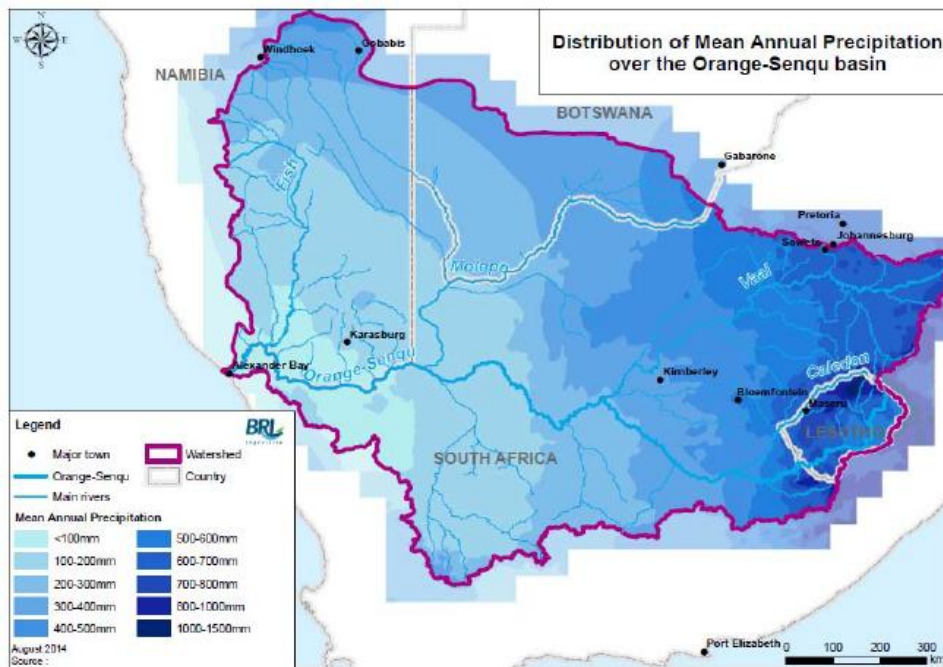 Distribution of Mean Annual Precipitation
over the Orange-Senqu basin
N
W
E
S
Windhoek
Gobabis
NAMIBIA
BOTSWANA
Gabarone
Fish
Pretoria
Johannesburg
Soweto
Molopo
Vaal
Karasburg
Orange-Senqu
Alexander Bay
Kimberley
Caledon
Bloemfontein
Maseru
LESOTHO
SOUTH AFRICA
Legend
BRL
Major town
Watershed
Orange-Senqu
Country
Main rivers
Mean Annual Precipitation
<100mm
500-600mm
100-200mm
600-700mm
200-300mm
700-800mm
300-400mm
800-1000mm
400-500mm
1000-1500mm
August 2014
Source :
Port Elizabeth
0 100 200 300
km